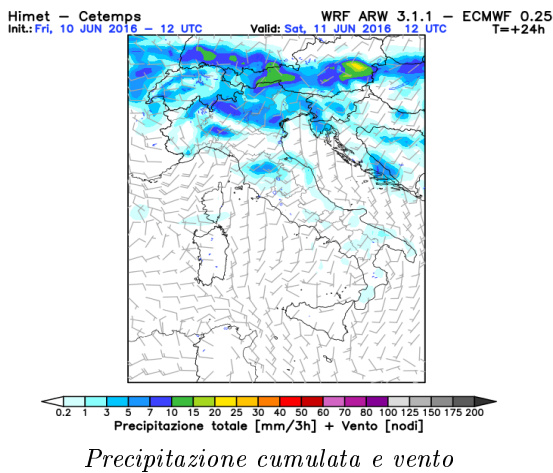 Himet – Cetemps WRF ARW 3.1.1 – ECMWF 0.25
Init.: Fri, 10 JUN 2016 – 12 UTC Valid: Sat, 11 JUN 2016 12 UTC T=+24h
0.2 1 3 5 7 10 15 20 25 30 40 50 60 70 80 100 125 150 175 200
Precipitazione totale [mm/3h] + Vento [nodi]
Precipitazione cumulata e vento